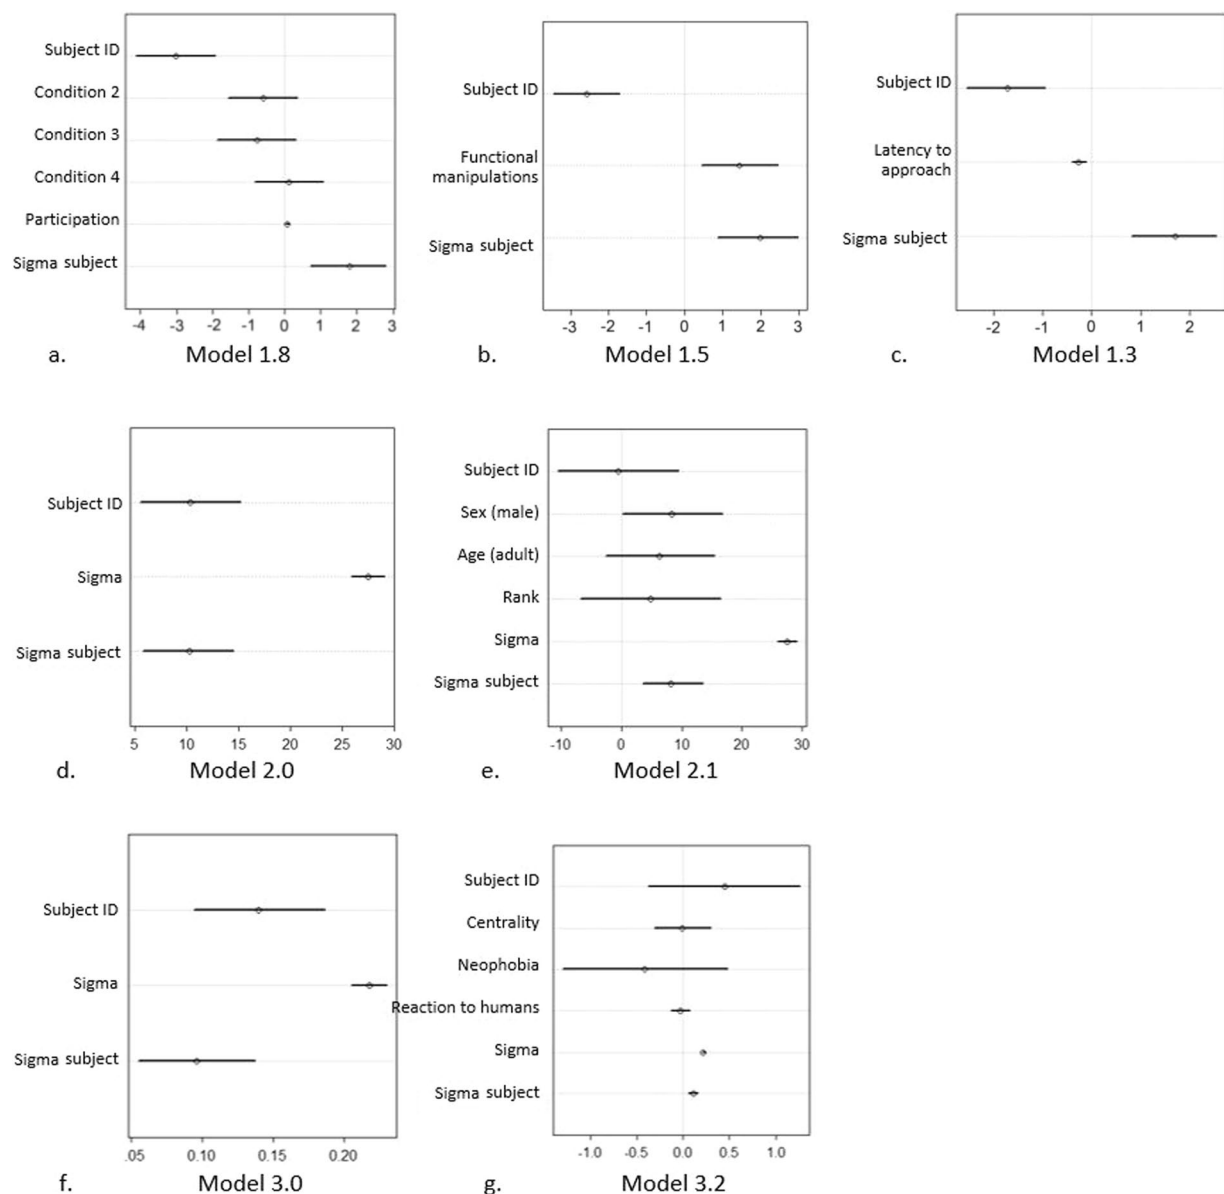 Subject ID
Condition 2
Condition 3
Condition 4
Participation
Sigma subject
-4 -3 -2 -1 0 1 2 3
a. Model 1.8
Subject ID
Functional
manipulations
Sigma subject
-3 -2 -1 0 1 2 3
b. Model 1.5
Subject ID
Latency to
approach
Sigma subject
-2 -1 0 1 2
c. Model 1.3
Subject ID
Sigma
Sigma subject
5 10 15 20 25 30
d. Model 2.0
Subject ID
Sex (male)
Age (adult)
Rank
Sigma
Sigma subject
-10 0 10 20 30
e. Model 2.1
Subject ID
Sigma
Sigma subject
.05 0.10 0.15 0.20
f. Model 3.0
Subject ID
Centrality
Neophobia
Reaction to humans
Sigma
Sigma subject
-1.0 -0.5 0.0 0.5 1.0
g. Model 3.2